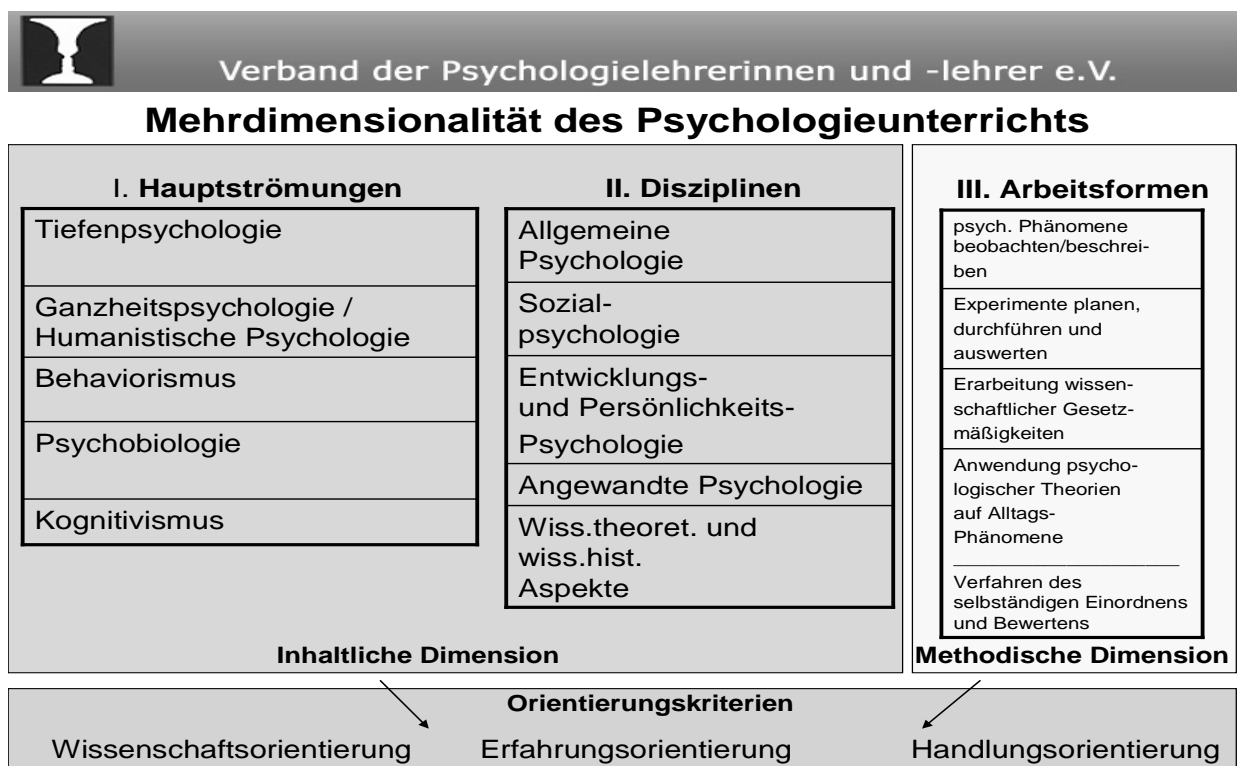 Verband der Psychologielehrerinnen und -lehrer e.V.
Mehrdimensionalität des Psychologieunterrichts
I. Hauptströmungen
Tiefenpsychologie
Ganzheitspsychologie /
Humanistische Psychologie
Behaviorismus
Psychobiologie
Kognitivismus
II. Disziplinen
Allgemeine
Psychologie
Sozial-
psychologie
Entwicklungs-
und Persönlichkeits-
Psychologie
Angewandte Psychologie
Wiss.theoret. und
wiss.hist.
Aspekte
Inhaltliche Dimension
III. Arbeitsformen
psych. Phänomene
beobachten/beschrei-
ben
Experimente planen,
durchführen und
auswerten
Erarbeitung wissen-
schaftlicher Gesetz-
mäßigkeiten
Anwendung psycho-
logischer Theorien
auf Alltags-
Phänomene
Verfahren des
selbständigen Einordnens
und Bewertens
Methodische Dimension
Orientierungskriterien
Wissenschaftsorientierung Erfahrungsorientierung Handlungsorientierung